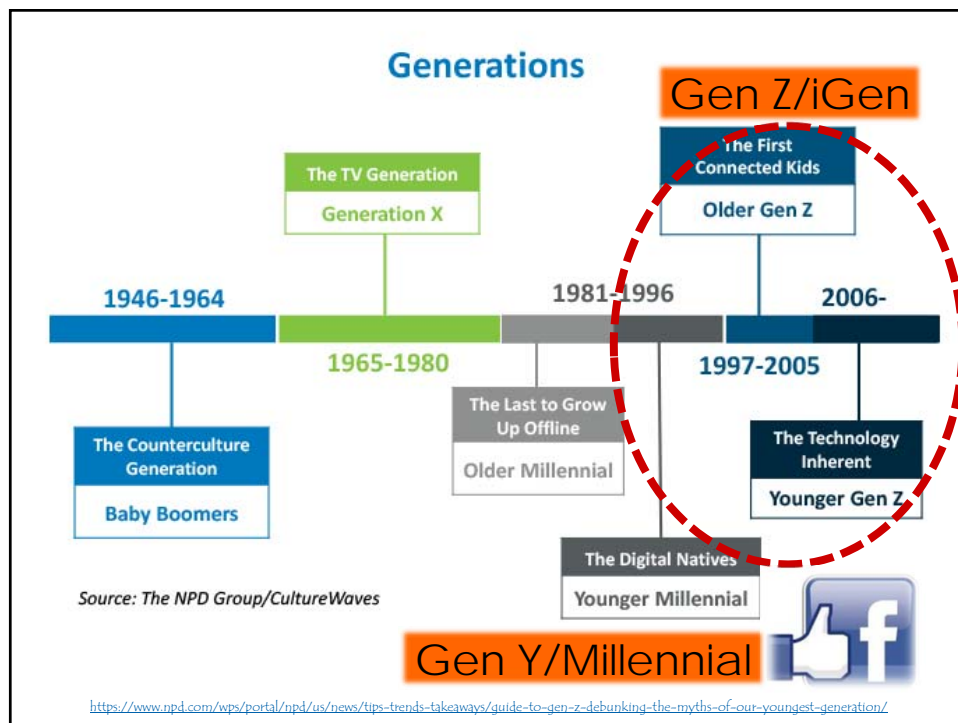 Generations
Gen Z/iGen
The First
Connected Kids
Older Gen Z
The TV Generation
Generation X
1946-1964
1981-1996
2006-
1965-1980
1997-2005
The Last to Grow
Up Offline
Older Millennial
The Counterculture
Generation
Baby Boomers
The Technology
Inherent
Younger Gen Z
The Digital Natives
Younger Millennial
Source: The NPD Group/CultureWaves
f
Gen Y/Millennial
https://www.npd.com/wps/portal/npd/us/news/tips-trends-takeaways/guide-to-gen-z-debunking-the-myths-of-our-youngest-generation/